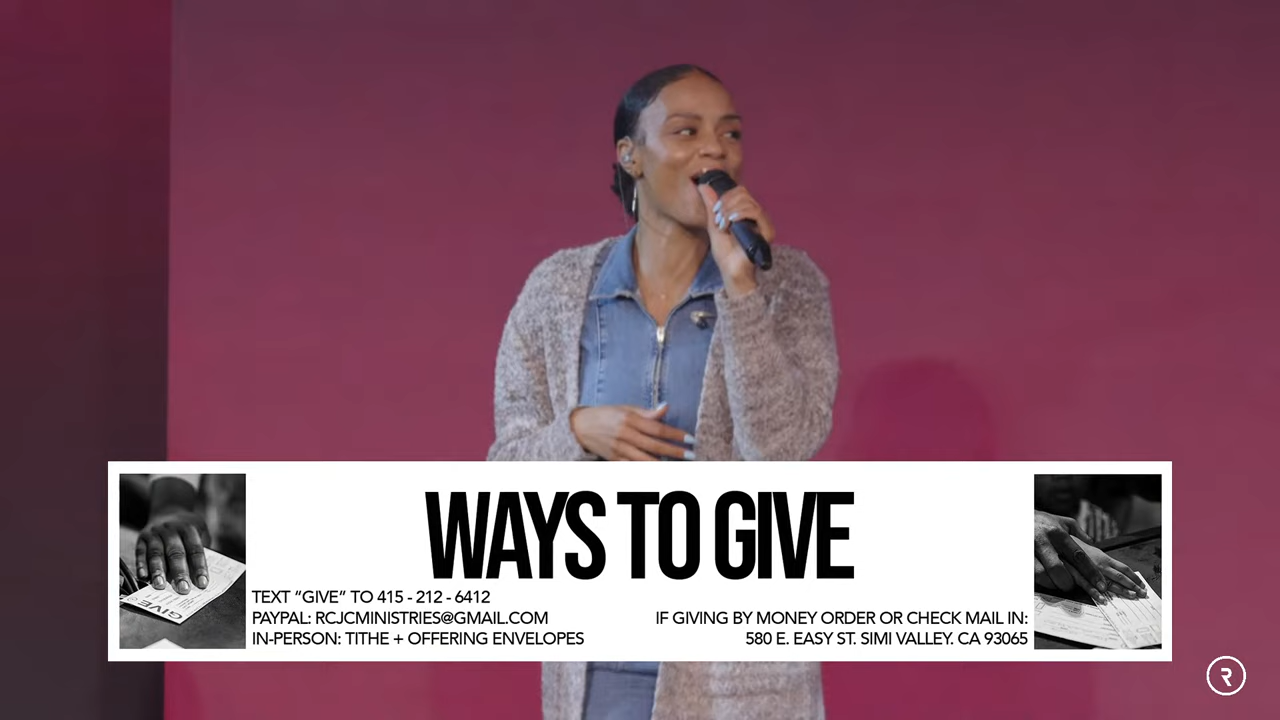 WAYS TO GIVE
TEXT “GIVE” TO 415 - 212 - 6412
PAYPAL: RCJCMINISTRIES@GMAIL.COM
IN-PERSON: TITHE + OFFERING ENVELOPES
IF GIVING BY MONEY ORDER OR CHECK MAIL IN:
580 E. EASY ST. SIMI VALLEY. CA 93065
GIVE
R